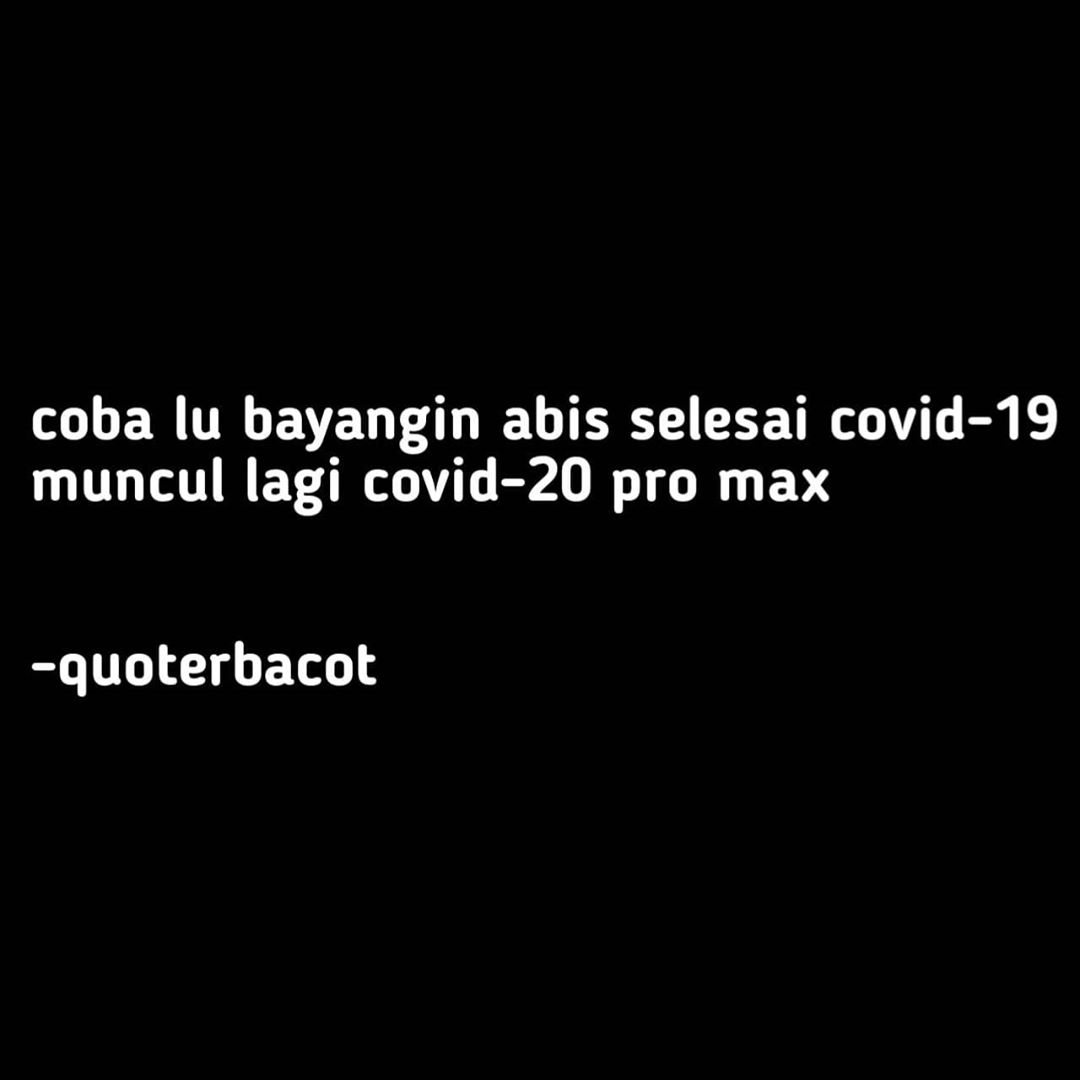 coba lu bayangin abis selesai covid-19
muncul lagi covid-20 pro max
-quoterbacot